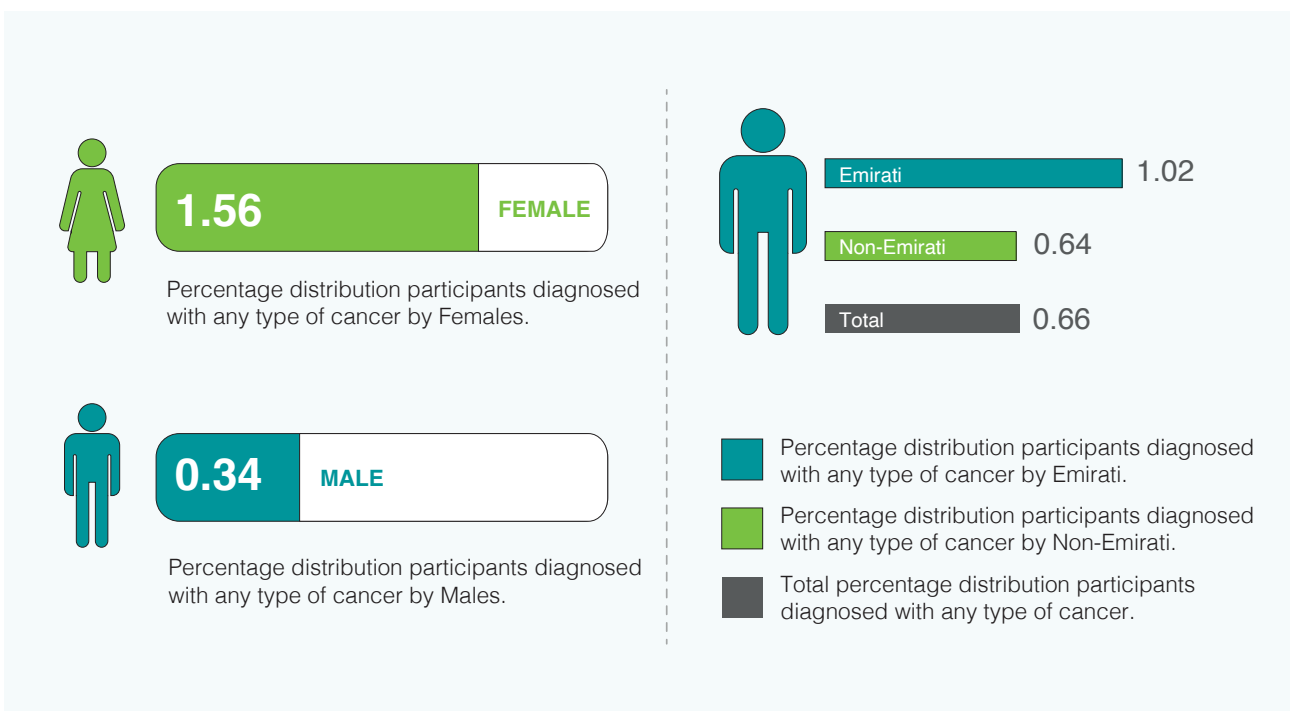 1.56
FEMALE
Percentage distribution participants diagnosed
with any type of cancer by Females.
0.34
MALE
Percentage distribution participants diagnosed
with any type of cancer by Males.
Emirati 1.02
Non-Emirati 0.64
Total 0.66
Percentage distribution participants diagnosed
with any type of cancer by Emirati.
Percentage distribution participants diagnosed
with any type of cancer by Non-Emirati.
Total percentage distribution participants
diagnosed with any type of cancer.